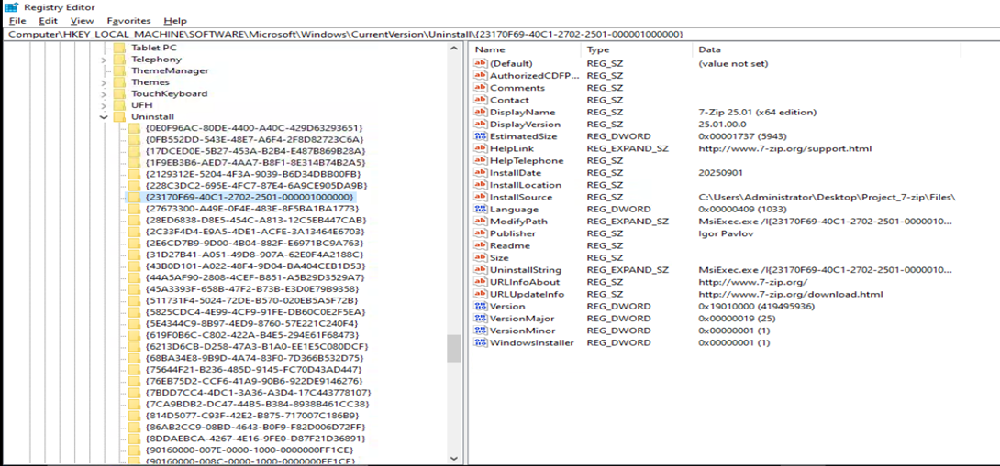 Registry Editor
File Edit View Favorites Help
Computer\HKEY_LOCAL_MACHINE\SOFTWARE\Microsoft\Windows\CurrentVersion\Uninstall\{23170F69-40C1-2702-2501-000001000000}
Tablet PC
Telephony
ThemeManager
Themes
TouchKeyboard
UFH
Uninstall
{0E0F96AC-80DE-4400-A40C-429D63293651}
{0FB552DD-543E-48E7-A6F4-2F8D82723C6A}
{17DCED0E-5B27-453A-B2B4-E487B869B28A}
{1F9EB3B6-AED7-4AA7-B8F1-8E314B74B2A5}
{2129312E-5204-4F3A-9039-B6D34DBB00FB}
{228C3DC2-695E-4FC7-87E4-6A9CE905DA9B}
{23170F69-40C1-2702-2501-000001000000}
{27673300-A49E-0F4E-483E-8F5BA1BA1773}
{28ED6838-D8E5-454C-A813-12C5EB447CAB}
{2C33F4D4-E9A5-4DE1-ACFE-3A13464E6703}
{2E6CD7B9-9D00-4B04-882F-E6971BC9A763}
{31D27B41-A051-49D8-907A-62E0F4A2188C}
{43B0D101-A022-48F4-9D04-BA404CEB1D53}
{44A5AF90-2808-4CEF-B851-A5B29D3529A7}
{45A3393F-658B-47F2-B73B-E3D0E79B9358}
{511731F4-5024-72DE-B570-020EB5A5F72B}
{5825CDC4-4E99-4CF9-91FE-DB60C0E2F5EA}
{5E4344C9-8B97-4ED9-8760-57E221C240F4}
{619F0B6C-C802-422A-B4E5-294E61F68473}
{6213D6CB-D258-47A3-B1A0-EE1E5C080DCF}
{68BA34E8-9B9D-4A74-83F0-7D366B532D75}
{75644F21-B236-485D-9145-FC70D43AD447}
{76EB75D2-CCF6-41A9-90B6-922DE9146276}
{7BDD7CC4-4DC1-3A36-A3D4-17C443778107}
{7CA9BDB2-DC47-44B5-B384-8938B461CC38}
{814D5077-C93F-42E2-B875-717007C186B9}
{86AB2CC9-08BD-4643-B0F9-F82D006D72FF}
{8DDAEBCA-4267-4E16-9FE0-D87F21D36891}
{90160000-007E-0000-1000-0000000FF1CE}
{90160000-008C-0000-1000-0000000FF1CE}
Name Type Data
(Default) REG_SZ (value not set)
AuthorizedCDFP... REG_SZ
Comments REG_SZ
Contact REG_SZ
DisplayName REG_SZ 7-Zip 25.01 (x64 edition)
DisplayVersion REG_SZ 25.01.00.0
EstimatedSize REG_DWORD 0x00001737 (5943)
HelpLink REG_EXPAND_SZ http://www.7-zip.org/support.html
HelpTelephone REG_SZ
InstallDate REG_SZ 20250901
InstallLocation REG_SZ
InstallSource REG_SZ C:\Users\Administrator\Desktop\Project_7-zip\Files\
Language REG_DWORD 0x00000409 (1033)
ModifyPath REG_EXPAND_SZ MsiExec.exe /I{23170F69-40C1-2702-2501-0000010...
Publisher REG_SZ Igor Pavlov
Readme REG_SZ
Size REG_SZ
UninstallString REG_EXPAND_SZ MsiExec.exe /I{23170F69-40C1-2702-2501-0000010...
URLInfoAbout REG_SZ http://www.7-zip.org/
URLUpdateInfo REG_SZ http://www.7-zip.org/download.html
Version REG_DWORD 0x19010000 (419495936)
VersionMajor REG_DWORD 0x00000019 (25)
VersionMinor REG_DWORD 0x00000001 (1)
WindowsInstaller REG_DWORD 0x00000001 (1)